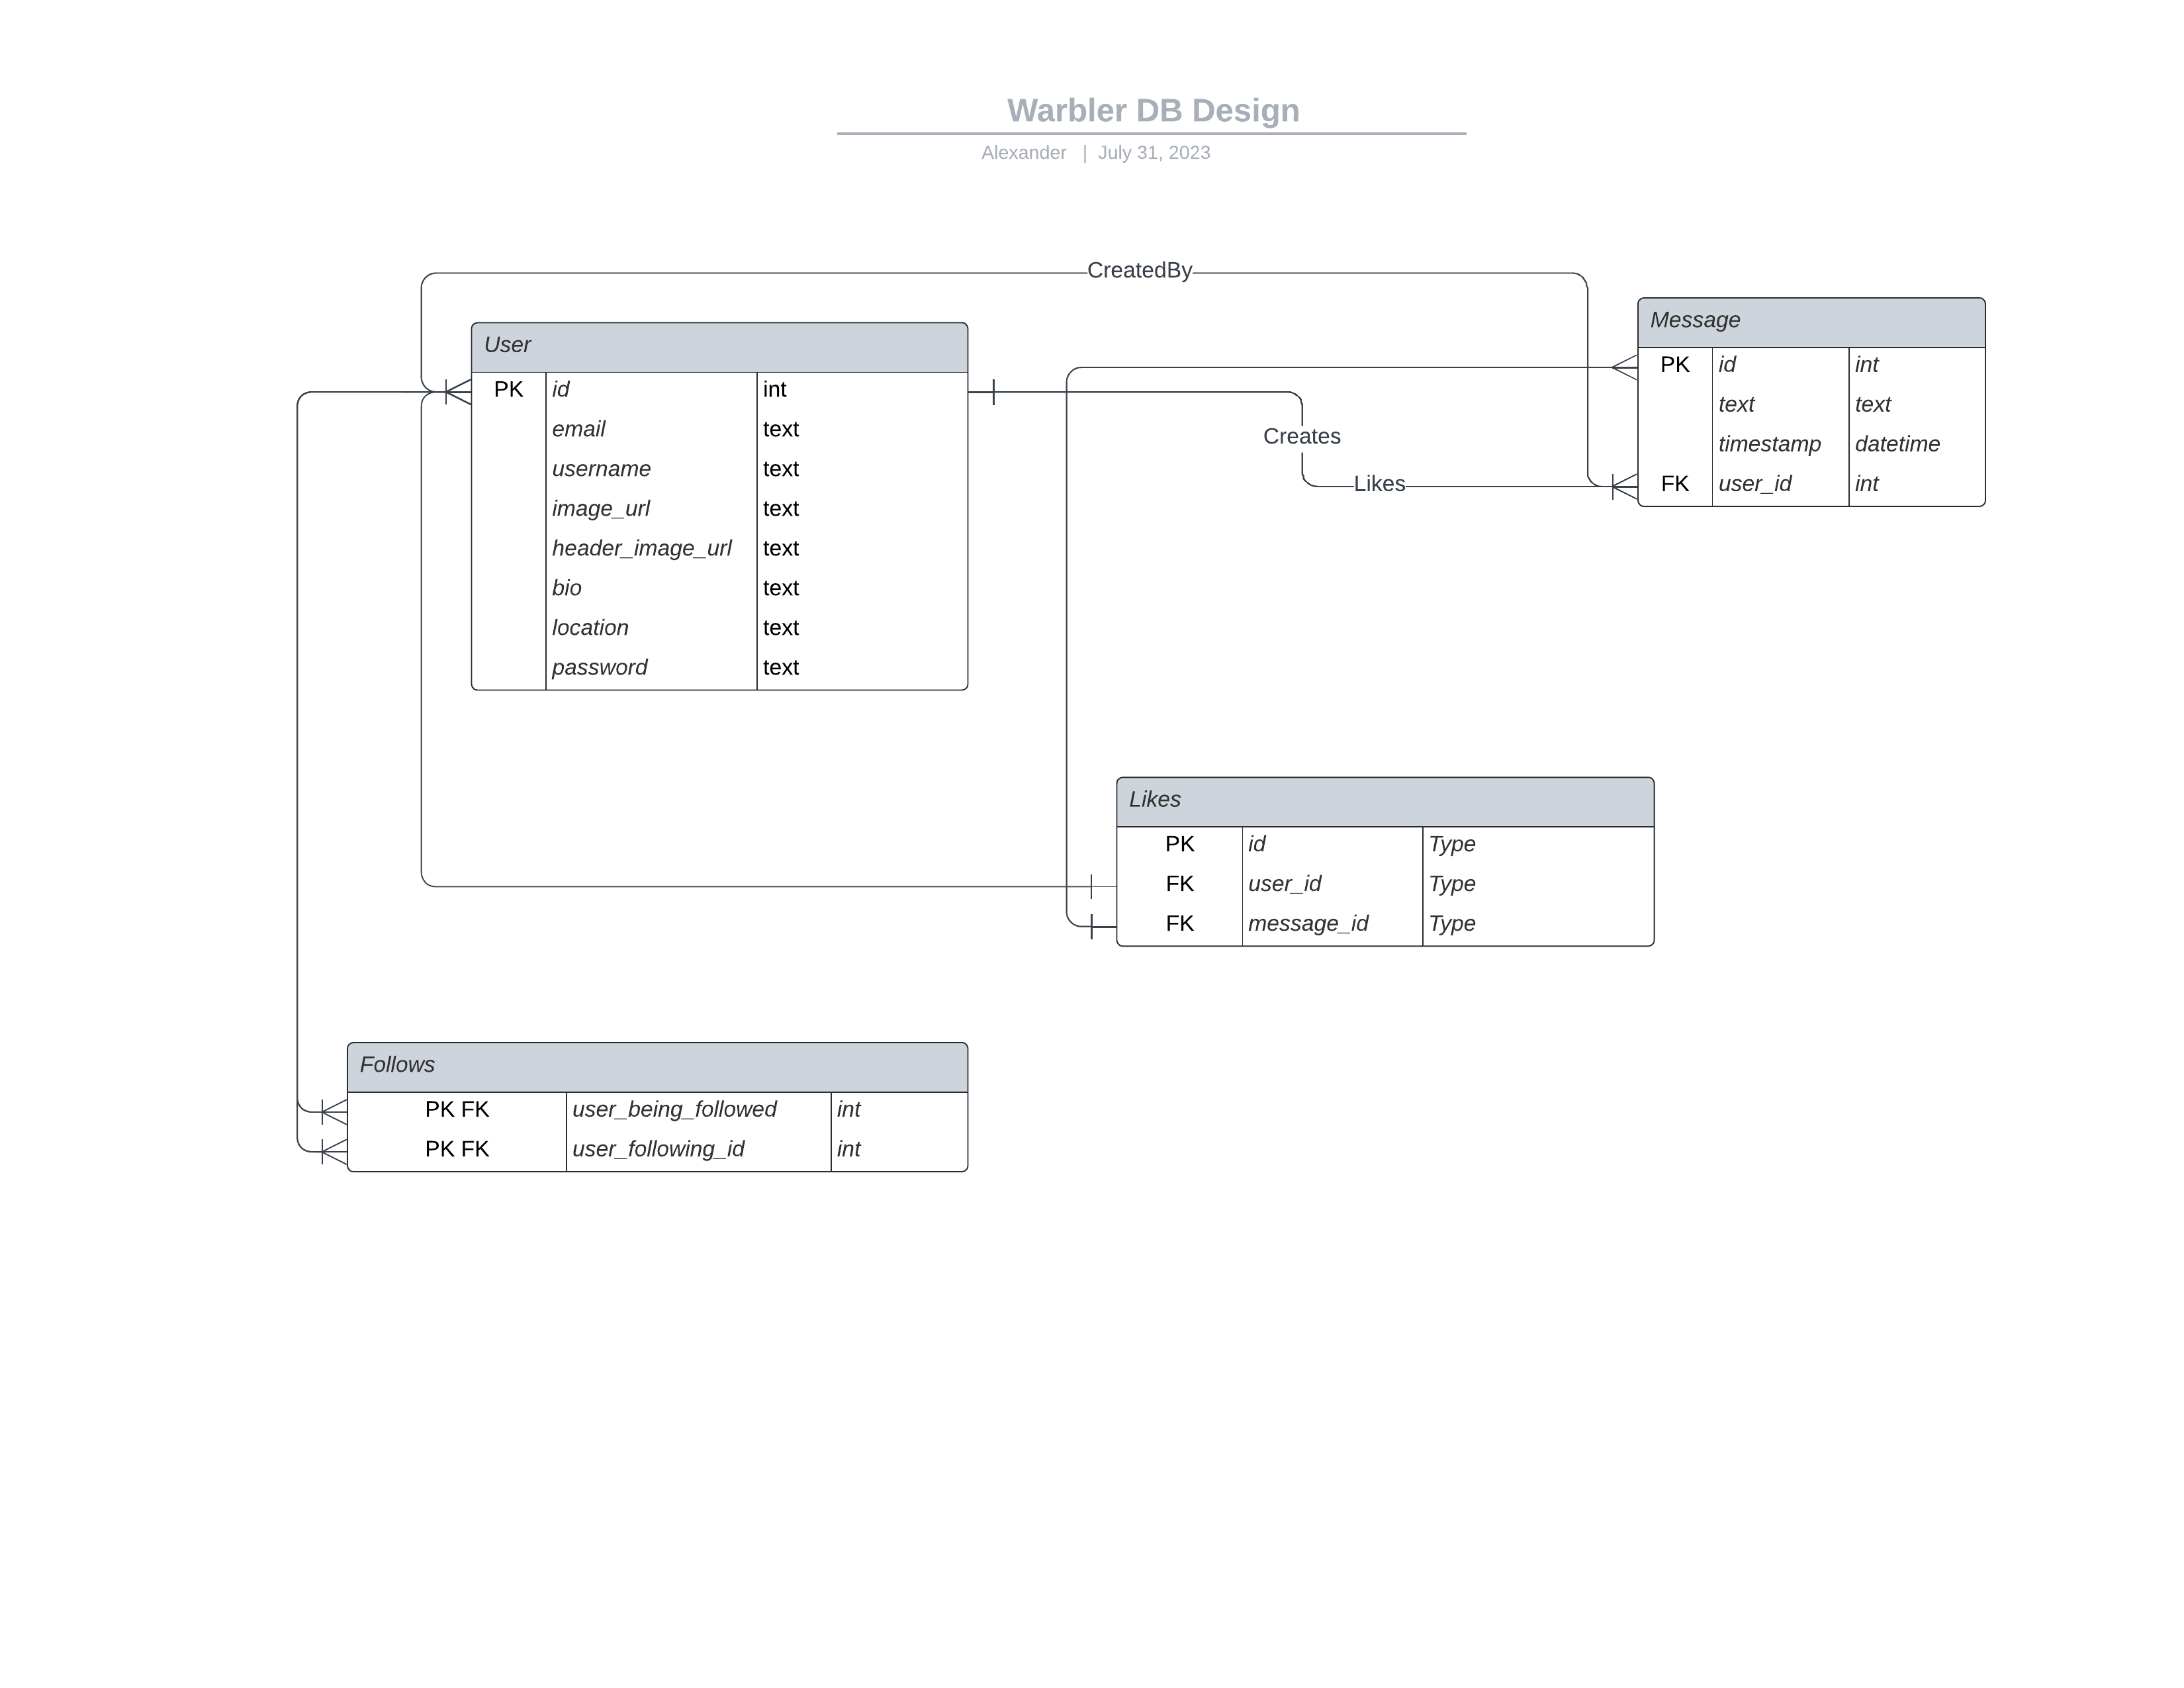 Warbler DB Design
Alexander | July 31, 2023
CreatedBy
User
PK id int
email text
username text
image_url text
header_image_url text
bio text
location text
password text
Creates
Likes
Message
PK id int
text text
timestamp datetime
FK user_id int
Likes
PK id Type
FK user_id Type
FK message_id Type
Follows
PK FK user_being_followed int
PK FK user_following_id int